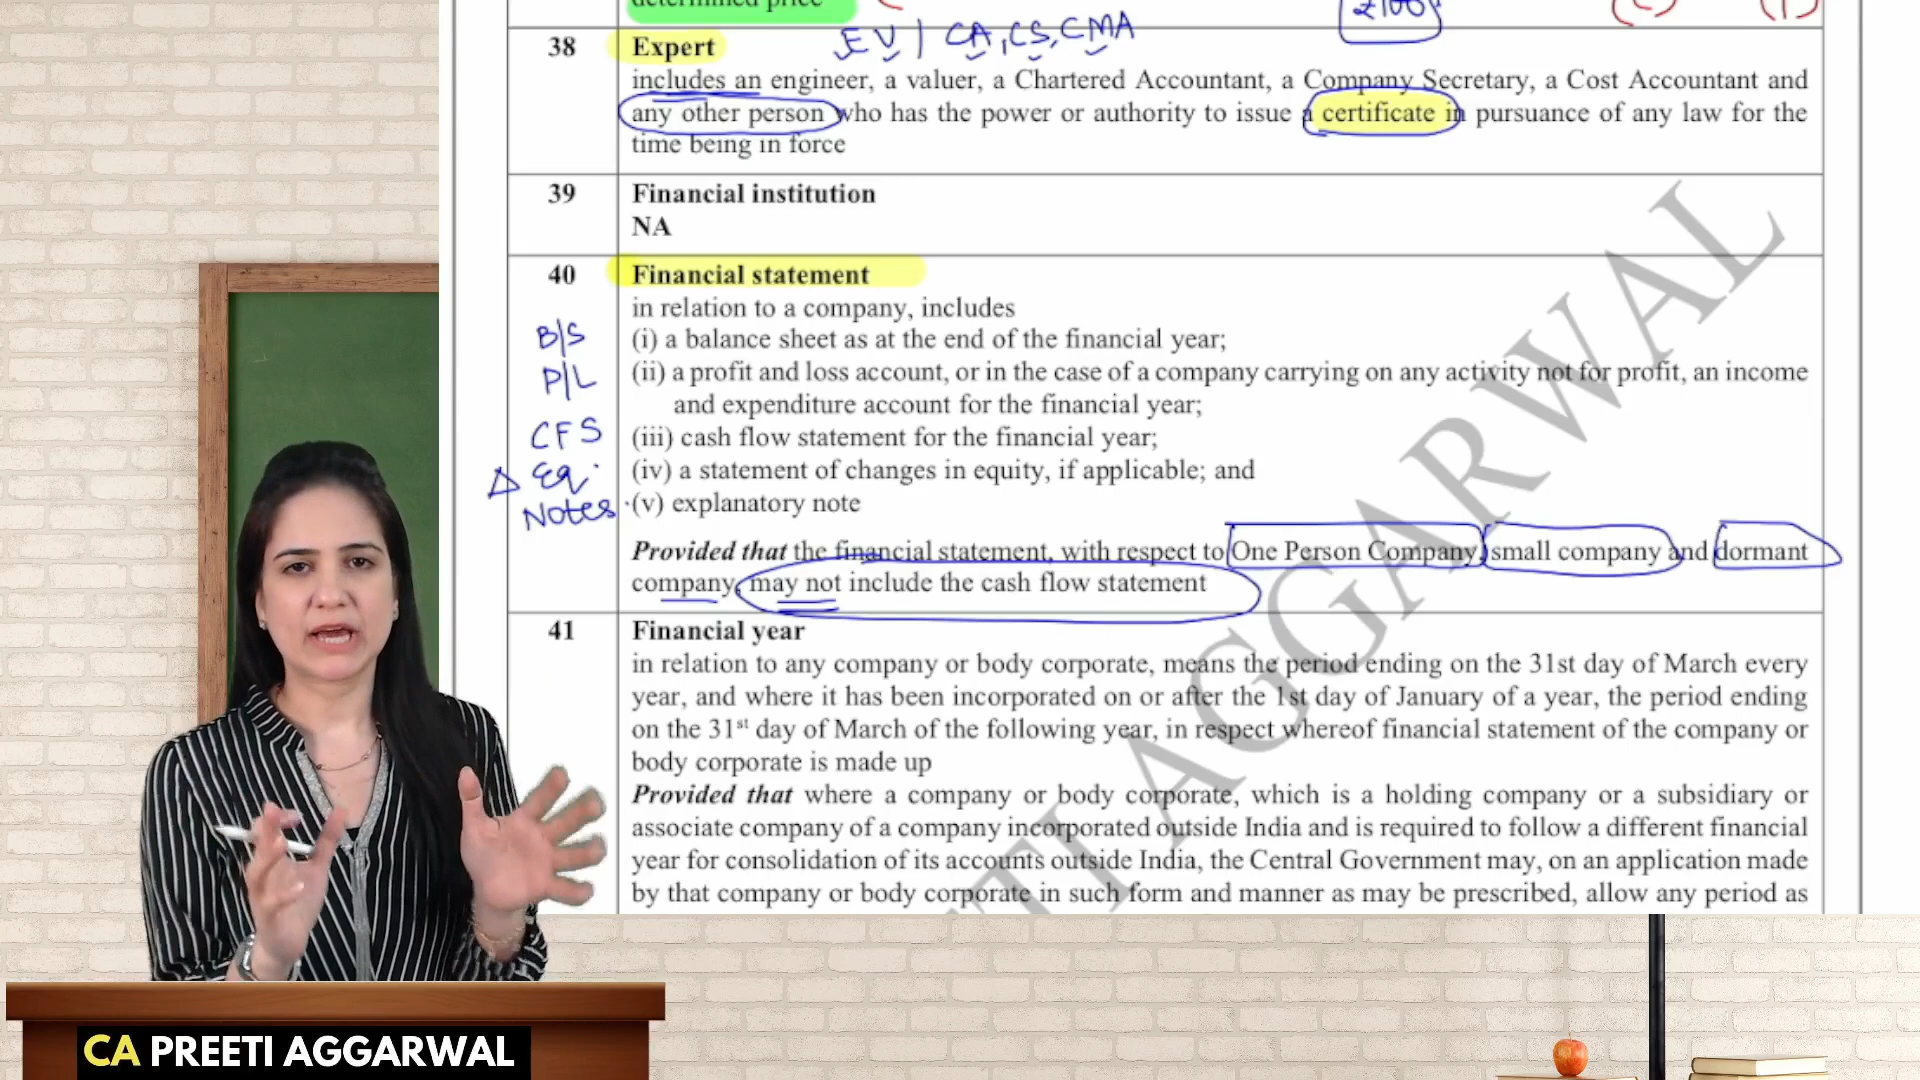 determined price
₹100
EV | CA, CS, CMA
38 Expert
includes an engineer, a valuer, a Chartered Accountant, a Company Secretary, a Cost Accountant and
any other person who has the power or authority to issue a certificate in pursuance of any law for the
time being in force
39 Financial institution
NA
40 Financial statement
in relation to a company, includes
B/S (i) a balance sheet as at the end of the financial year;
P/L (ii) a profit and loss account, or in the case of a company carrying on any activity not for profit, an income
and expenditure account for the financial year;
CFS (iii) cash flow statement for the financial year;
Δ Eq. (iv) a statement of changes in equity, if applicable; and
Notes (v) explanatory note
Provided that the financial statement, with respect to One Person Company, small company and dormant
company, may not include the cash flow statement
41 Financial year
in relation to any company or body corporate, means the period ending on the 31st day of March every
year, and where it has been incorporated on or after the 1st day of January of a year, the period ending
on the 31st day of March of the following year, in respect whereof financial statement of the company or
body corporate is made up
Provided that where a company or body corporate, which is a holding company or a subsidiary or
associate company of a company incorporated outside India and is required to follow a different financial
year for consolidation of its accounts outside India, the Central Government may, on an application made
by that company or body corporate in such form and manner as may be prescribed, allow any period as
TI AGGARWAL
CA PREETI AGGARWAL